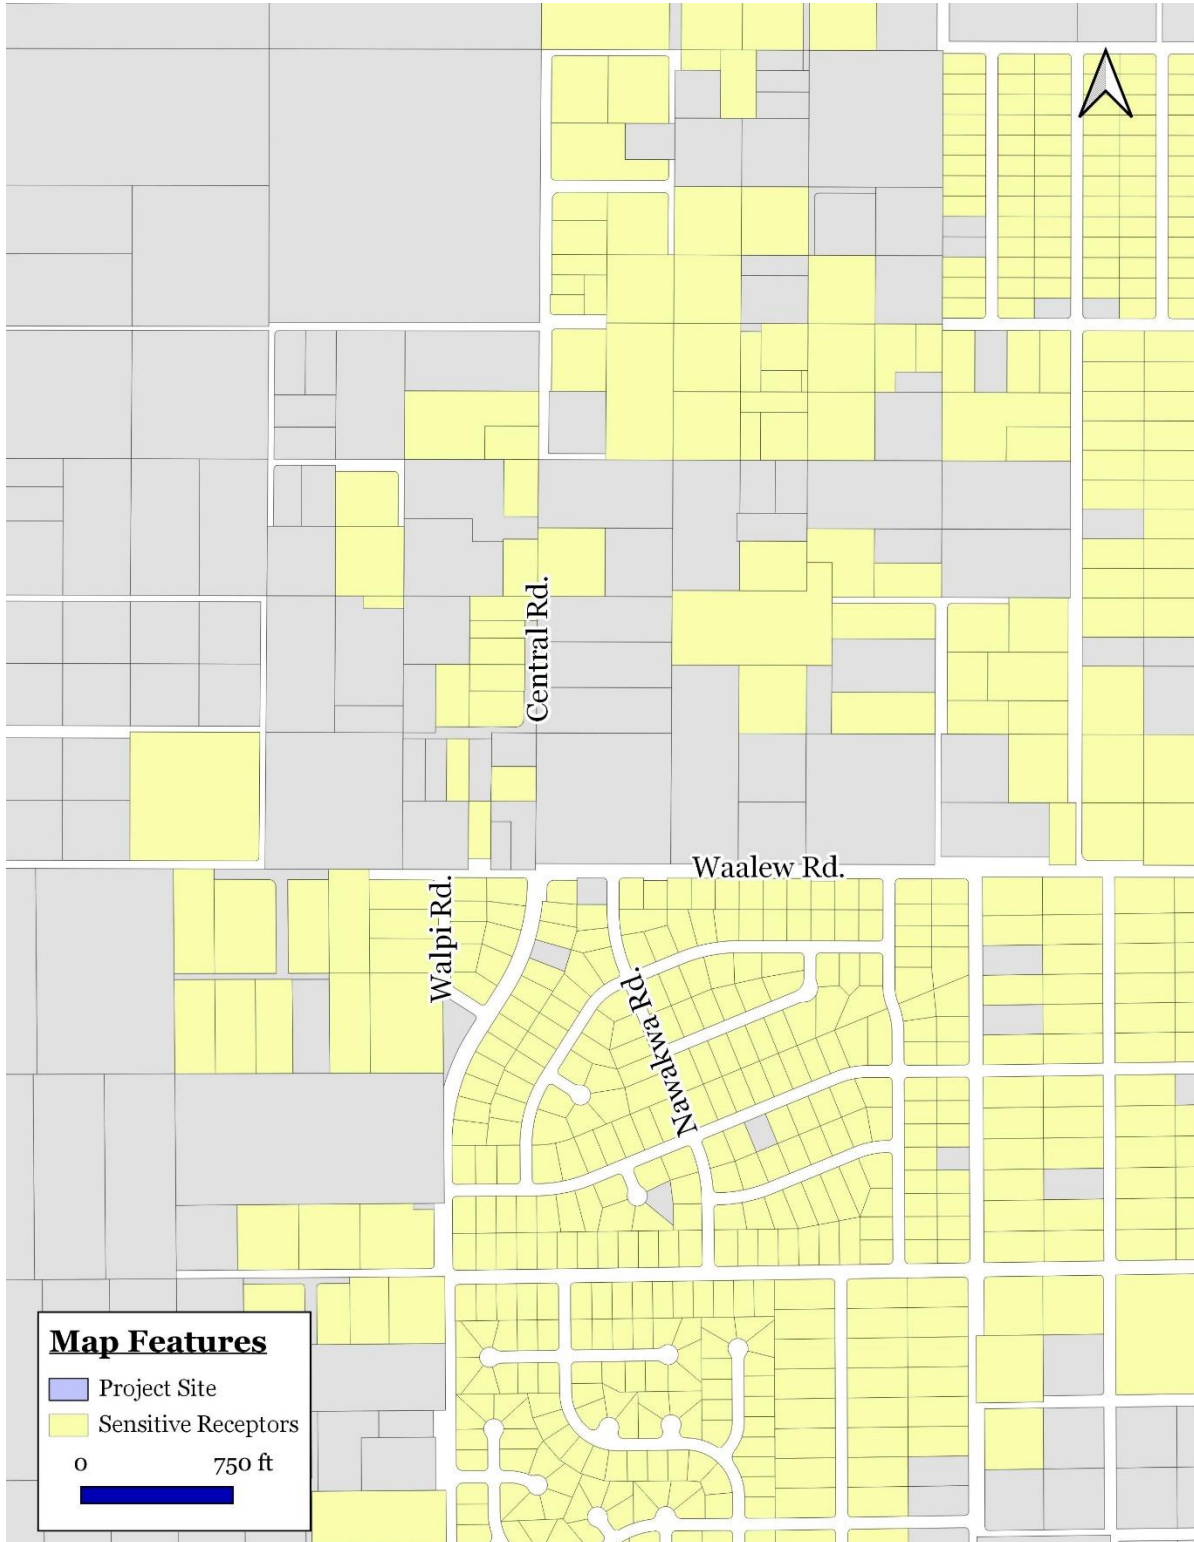 Central Rd.
Waalew Rd.
Walpi Rd.
Nawakwa Rd.
Map Features
Project Site
Sensitive Receptors
0 750 ft